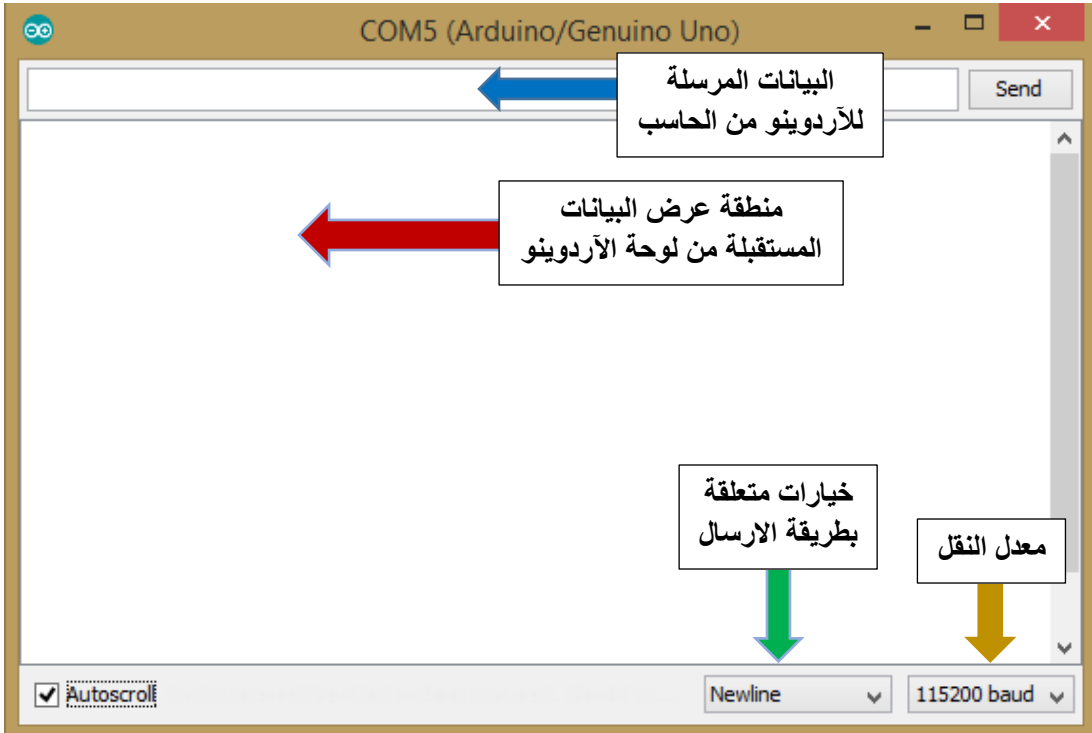 COM5 (Arduino/Genuino Uno)
البيانات المرسلة
للآردوينو من الحاسب
Send
منطقة عرض البيانات
المستقبلة من لوحة الآردوينو
خيارات متعلقة
بطريقة الارسال
معدل النقل
Autoscroll
Newline
115200 baud